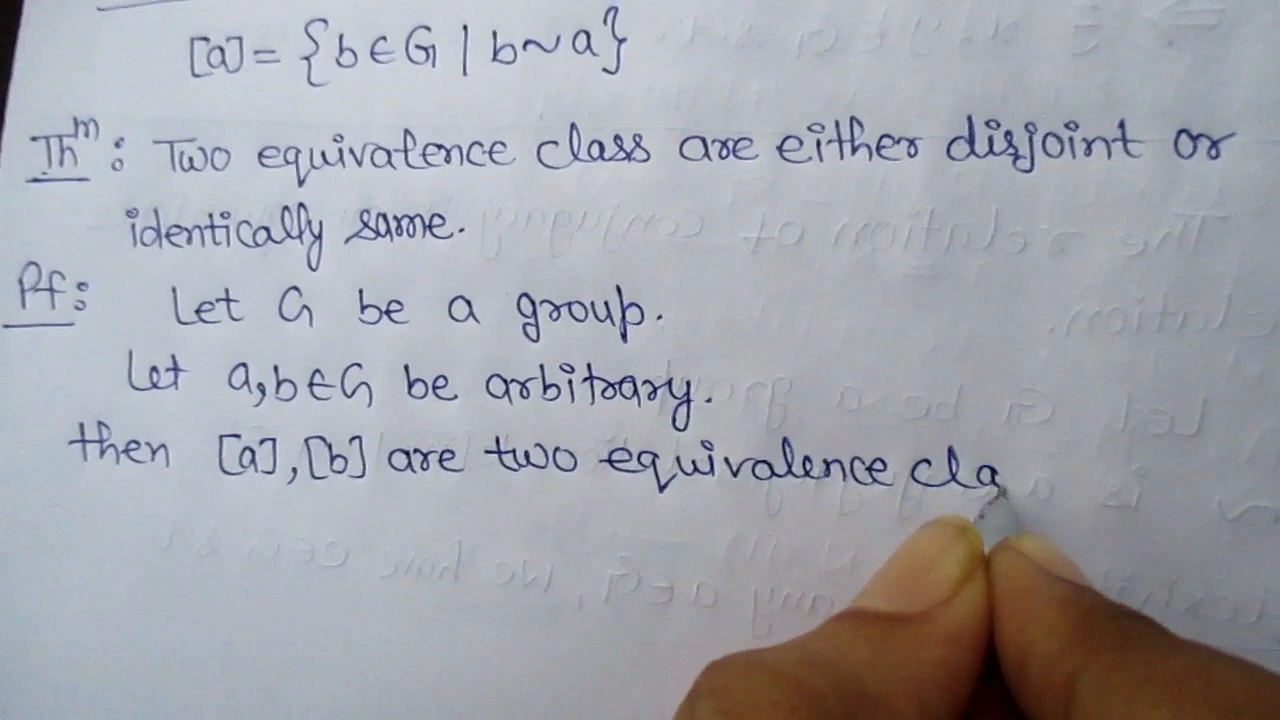 [a] = {b∈G | b~a}
Thm: Two equivalence class are either disjoint or
identically same.
Pf: Let G be a group.
Let a,b∈G be arbitrary.
then [a],[b] are two equivalence cla